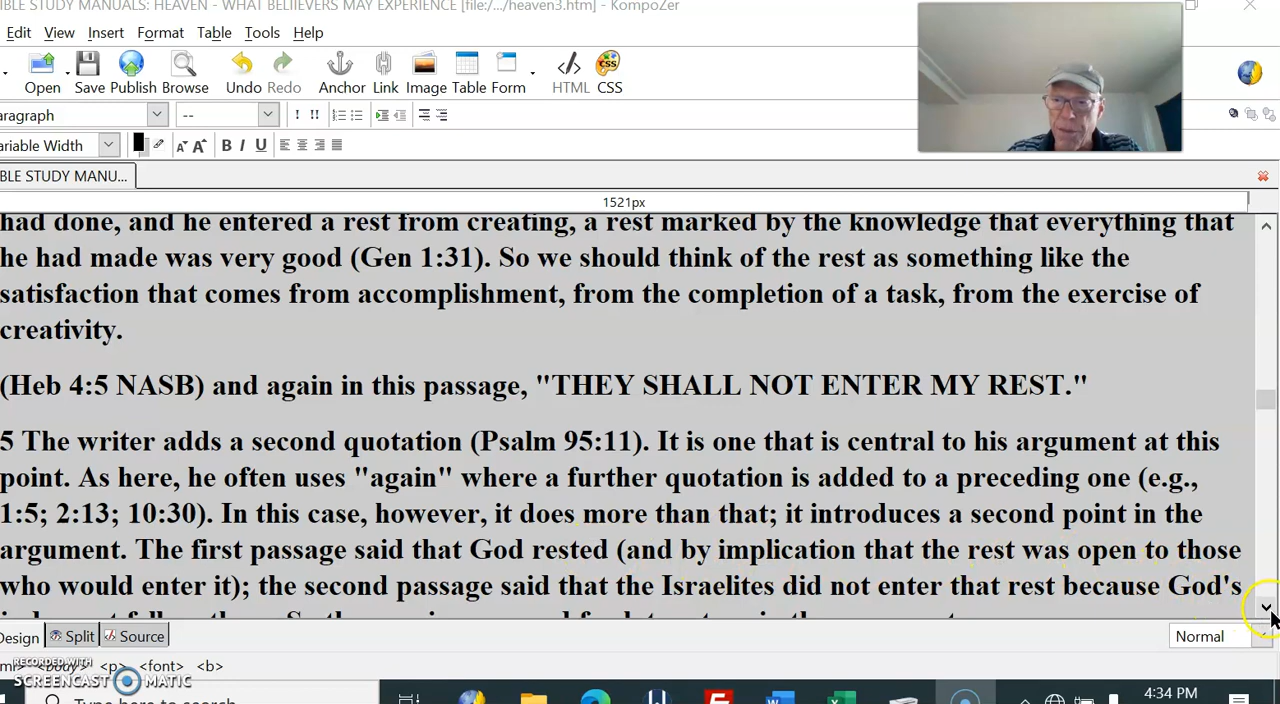 IBLE STUDY MANUALS: HEAVEN - WHAT BELIIEVERS MAY EXPERIENCE [file:/.../heaven3.htm] - KompoZer
Edit View Insert Format Table Tools Help
Open Save Publish Browse Undo Redo Anchor Link Image Table Form HTML CSS
aragraph --
ariable Width B I U
BLE STUDY MANU...
1521px
had done, and he entered a rest from creating, a rest marked by the knowledge that everything that
he had made was very good (Gen 1:31). So we should think of the rest as something like the
satisfaction that comes from accomplishment, from the completion of a task, from the exercise of
creativity.
(Heb 4:5 NASB) and again in this passage, "THEY SHALL NOT ENTER MY REST."
5 The writer adds a second quotation (Psalm 95:11). It is one that is central to his argument at this
point. As here, he often uses "again" where a further quotation is added to a preceding one (e.g.,
1:5; 2:13; 10:30). In this case, however, it does more than that; it introduces a second point in the
argument. The first passage said that God rested (and by implication that the rest was open to those
who would enter it); the second passage said that the Israelites did not enter that rest because God's
Design Split Source Normal
<body> <p> <font> <b>
RECORDED WITH
SCREENCAST MATIC
Type here to search
4:34 PM